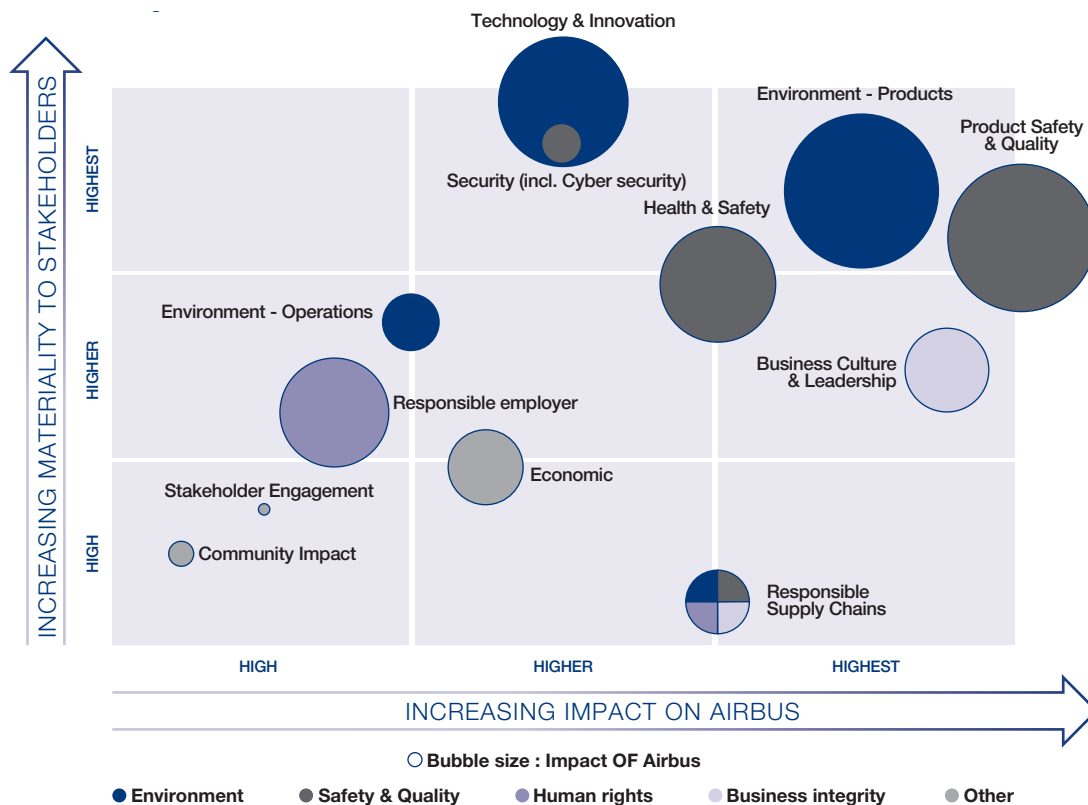 Technology & Innovation
Environment - Products
Product Safety
& Quality
Security (incl. Cyber security)
Health & Safety
Environment - Operations
Business Culture
& Leadership
Responsible employer
Economic
Stakeholder Engagement
Community Impact
Responsible
Supply Chains
INCREASING MATERIALITY TO STAKEHOLDERS
HIGHEST
HIGHER
HIGH
HIGH
HIGHER
HIGHEST
INCREASING IMPACT ON AIRBUS
Bubble size : Impact OF Airbus
Environment
Safety & Quality
Human rights
Business integrity
Other